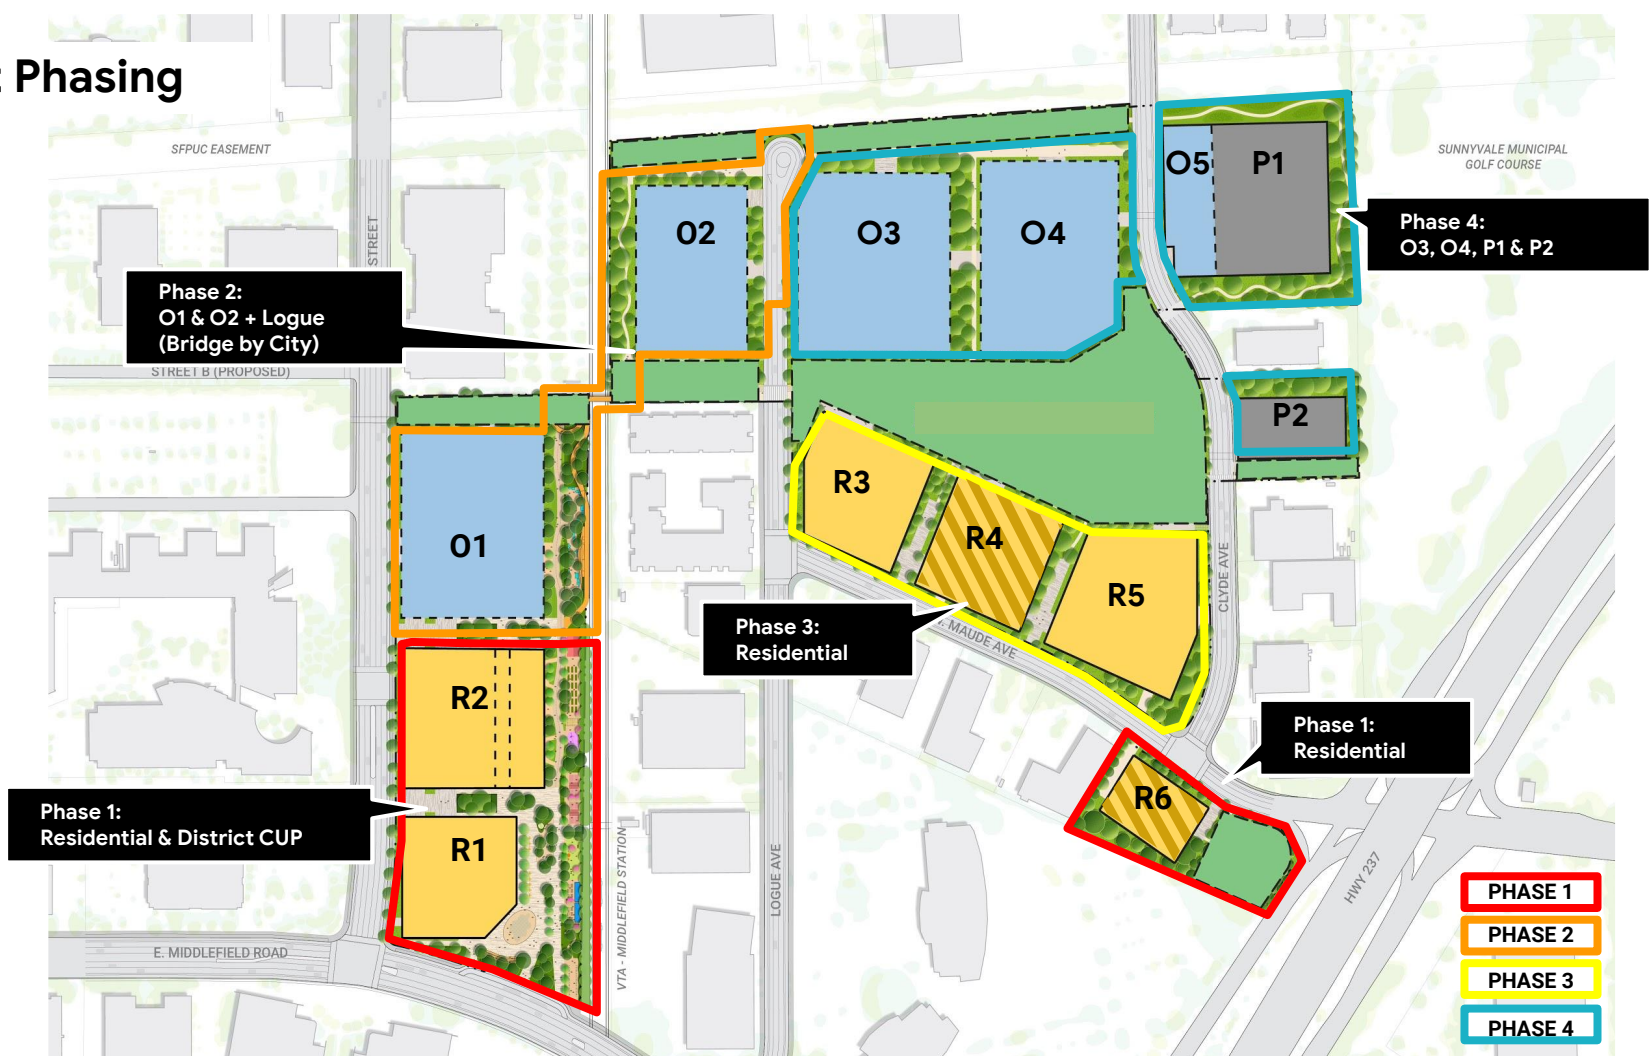 Phasing
SFPUC EASEMENT
SUNNYVALE MUNICIPAL
GOLF COURSE
O5
P1
O2
O3
O4
Phase 4:
O3, O4, P1 & P2
STREET
Phase 2:
O1 & O2 + Logue
(Bridge by City)
STREET B (PROPOSED)
P2
R3
R4
O1
R5
CLYDE AVE
Phase 3:
Residential
MAUDE AVE
R2
Phase 1:
Residential
R6
Phase 1:
Residential & District CUP
R1
VTA - MIDDLEFIELD STATION
LOGUE AVE
HWY 237
E. MIDDLEFIELD ROAD
PHASE 1
PHASE 2
PHASE 3
PHASE 4